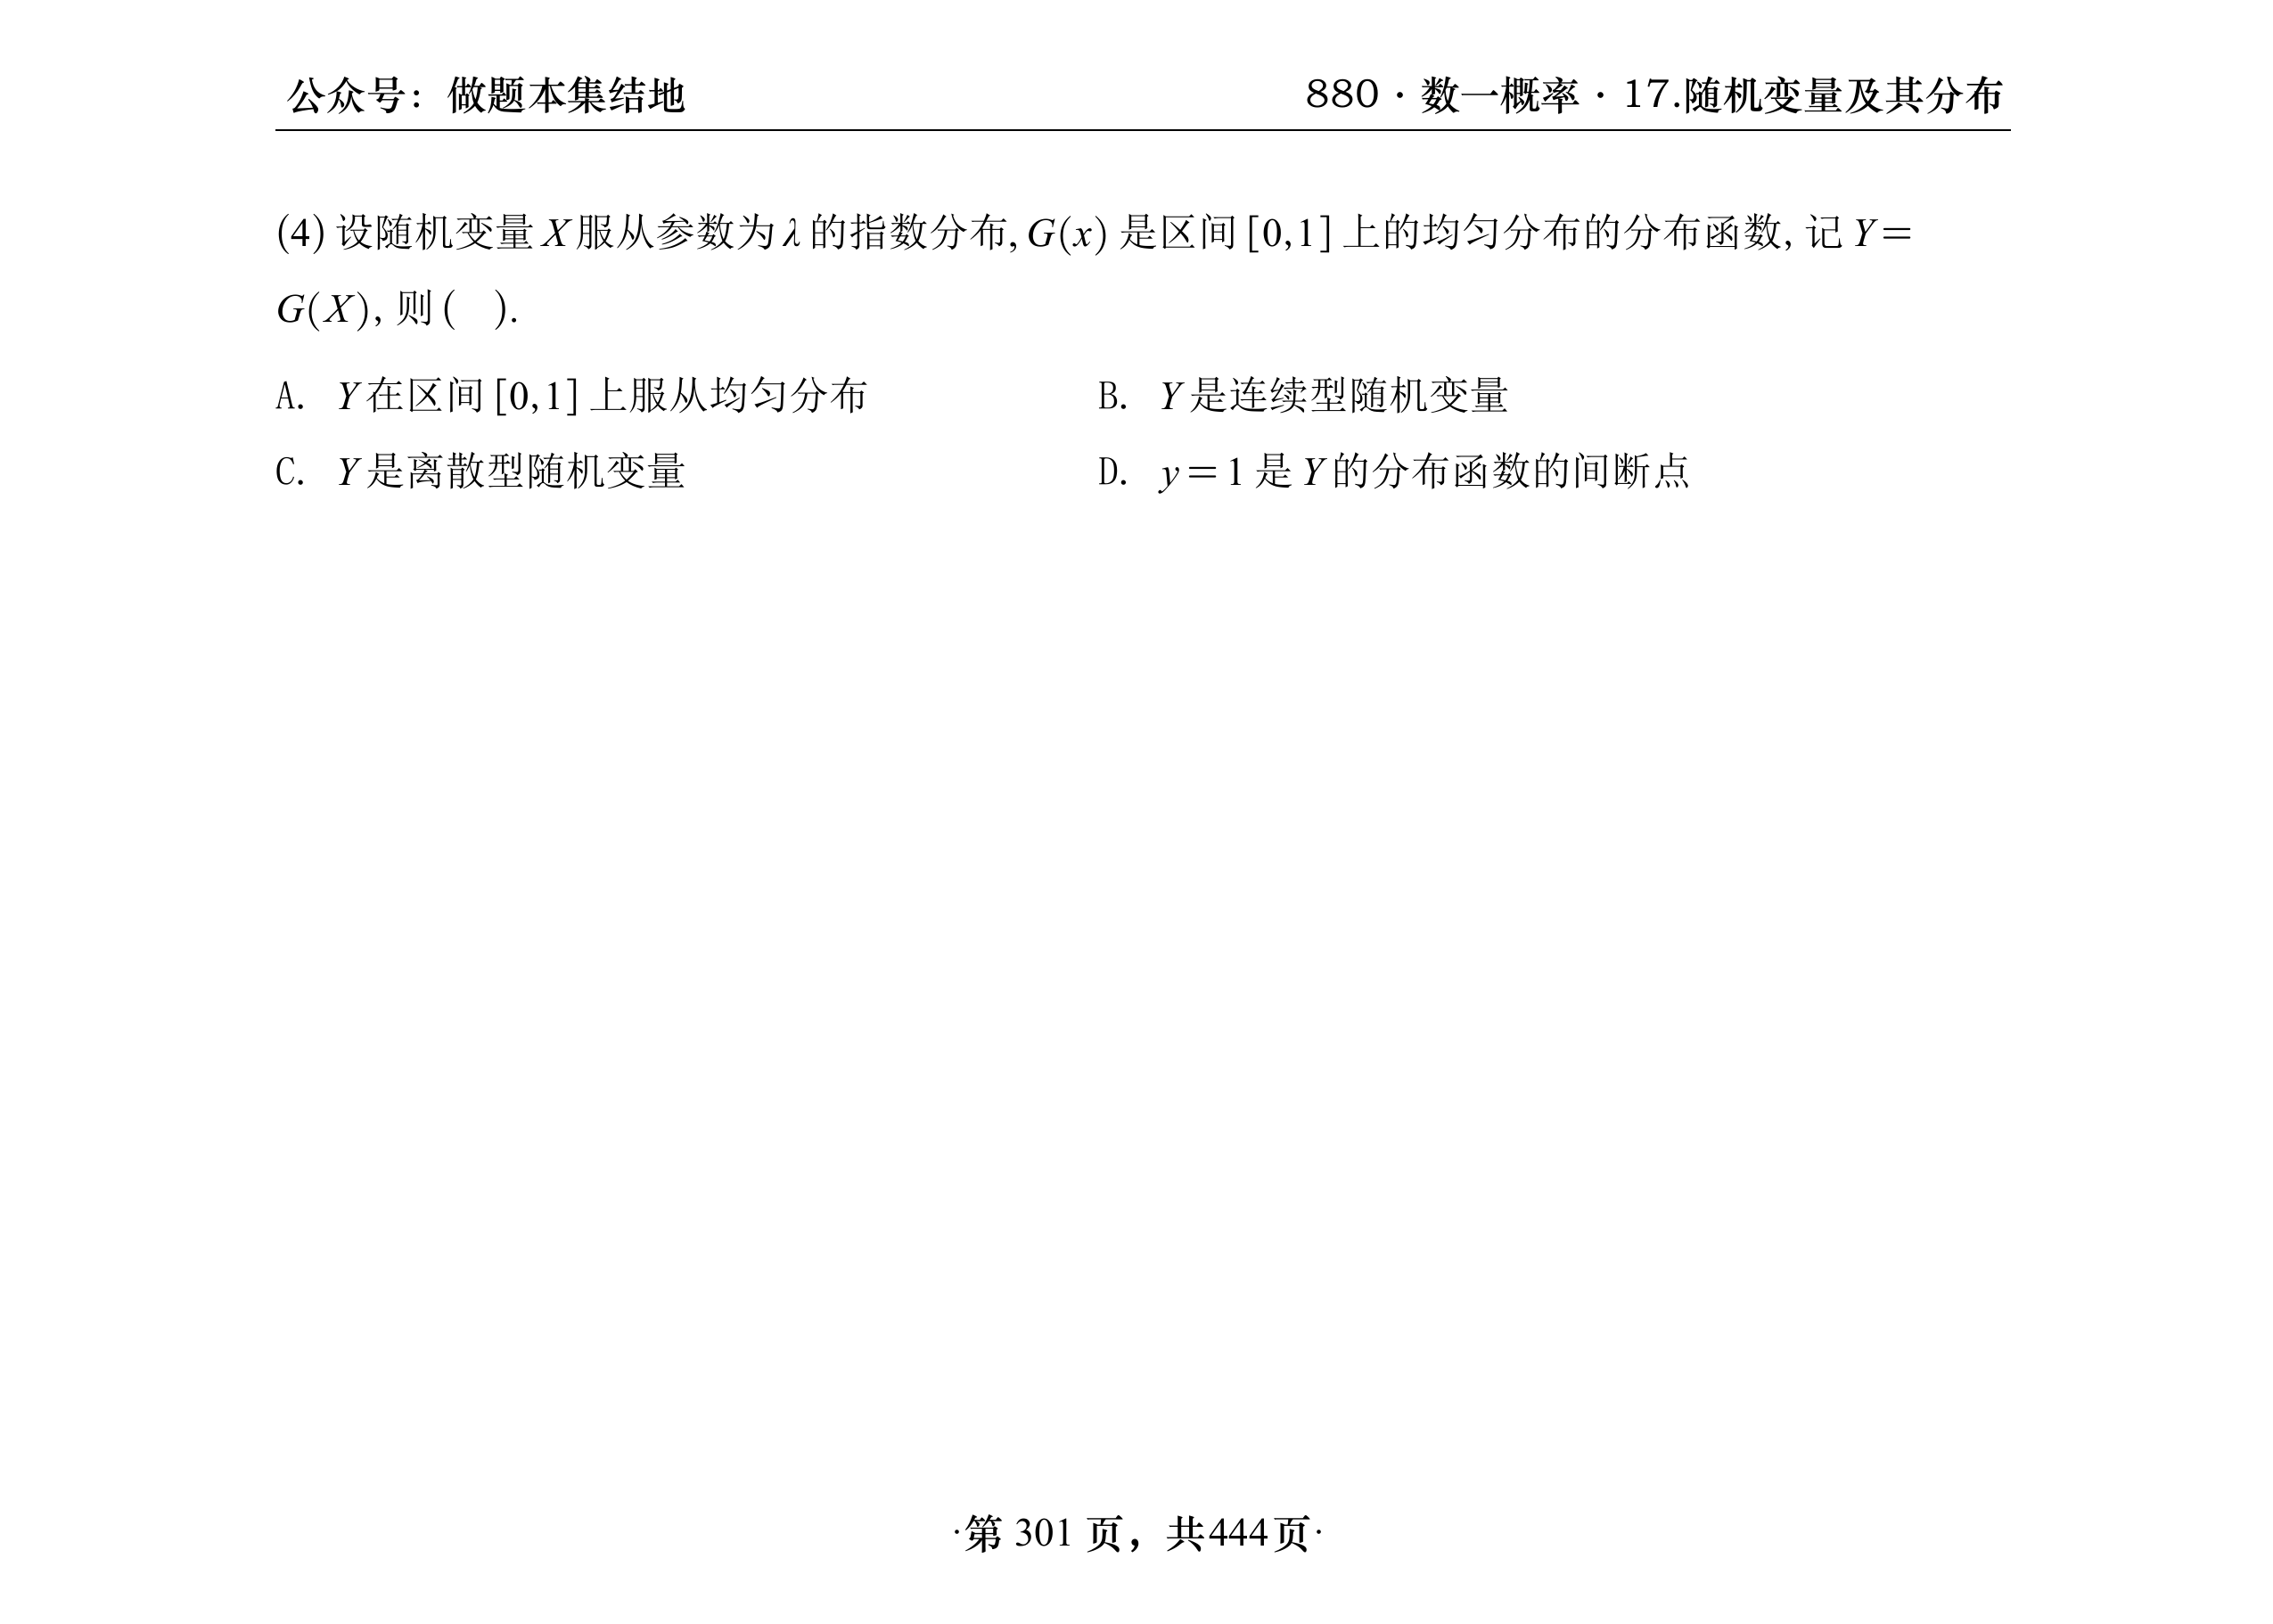 公众号：做题本集结地
880·数一概率·17.随机变量及其分布
(4) 设随机变量 X 服从参数为 λ 的指数分布, G(x) 是区间 [0,1] 上的均匀分布的分布函数, 记 Y=
G(X), 则 (   ).
A. Y 在区间 [0,1] 上服从均匀分布
B. Y 是连续型随机变量
C. Y 是离散型随机变量
D. y=1 是 Y 的分布函数的间断点
·第 301 页，共444页·